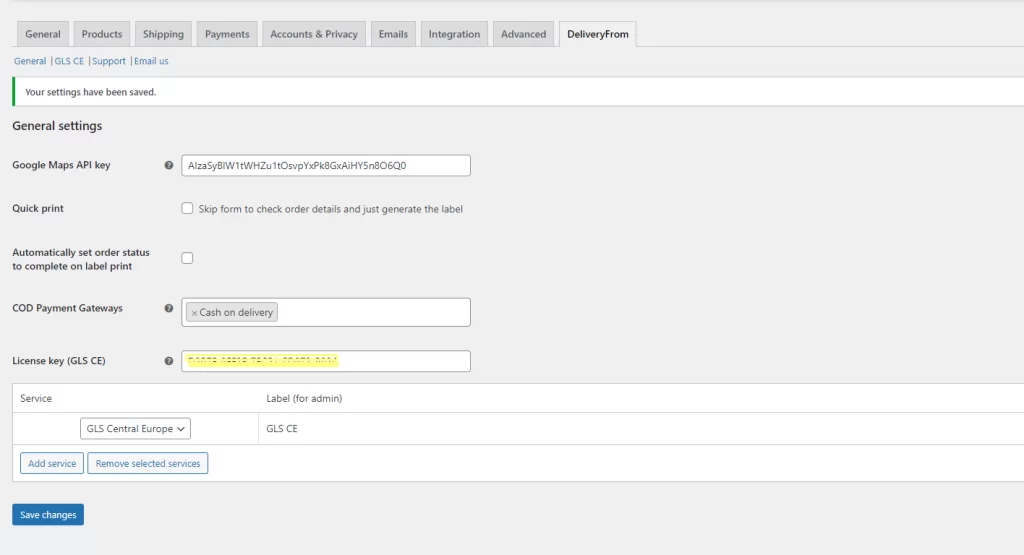 General Products Shipping Payments Accounts & Privacy Emails Integration Advanced DeliveryFrom
General | GLS CE | Support | Email us
Your settings have been saved.
General settings
Google Maps API key AIzaSyBIW1tWHZu1tOsvpYxPk8GxAiHY5n8O6Q0
Quick print Skip form to check order details and just generate the label
Automatically set order status
to complete on label print
COD Payment Gateways × Cash on delivery
License key (GLS CE)
Service Label (for admin)
GLS Central Europe GLS CE
Add service Remove selected services
Save changes